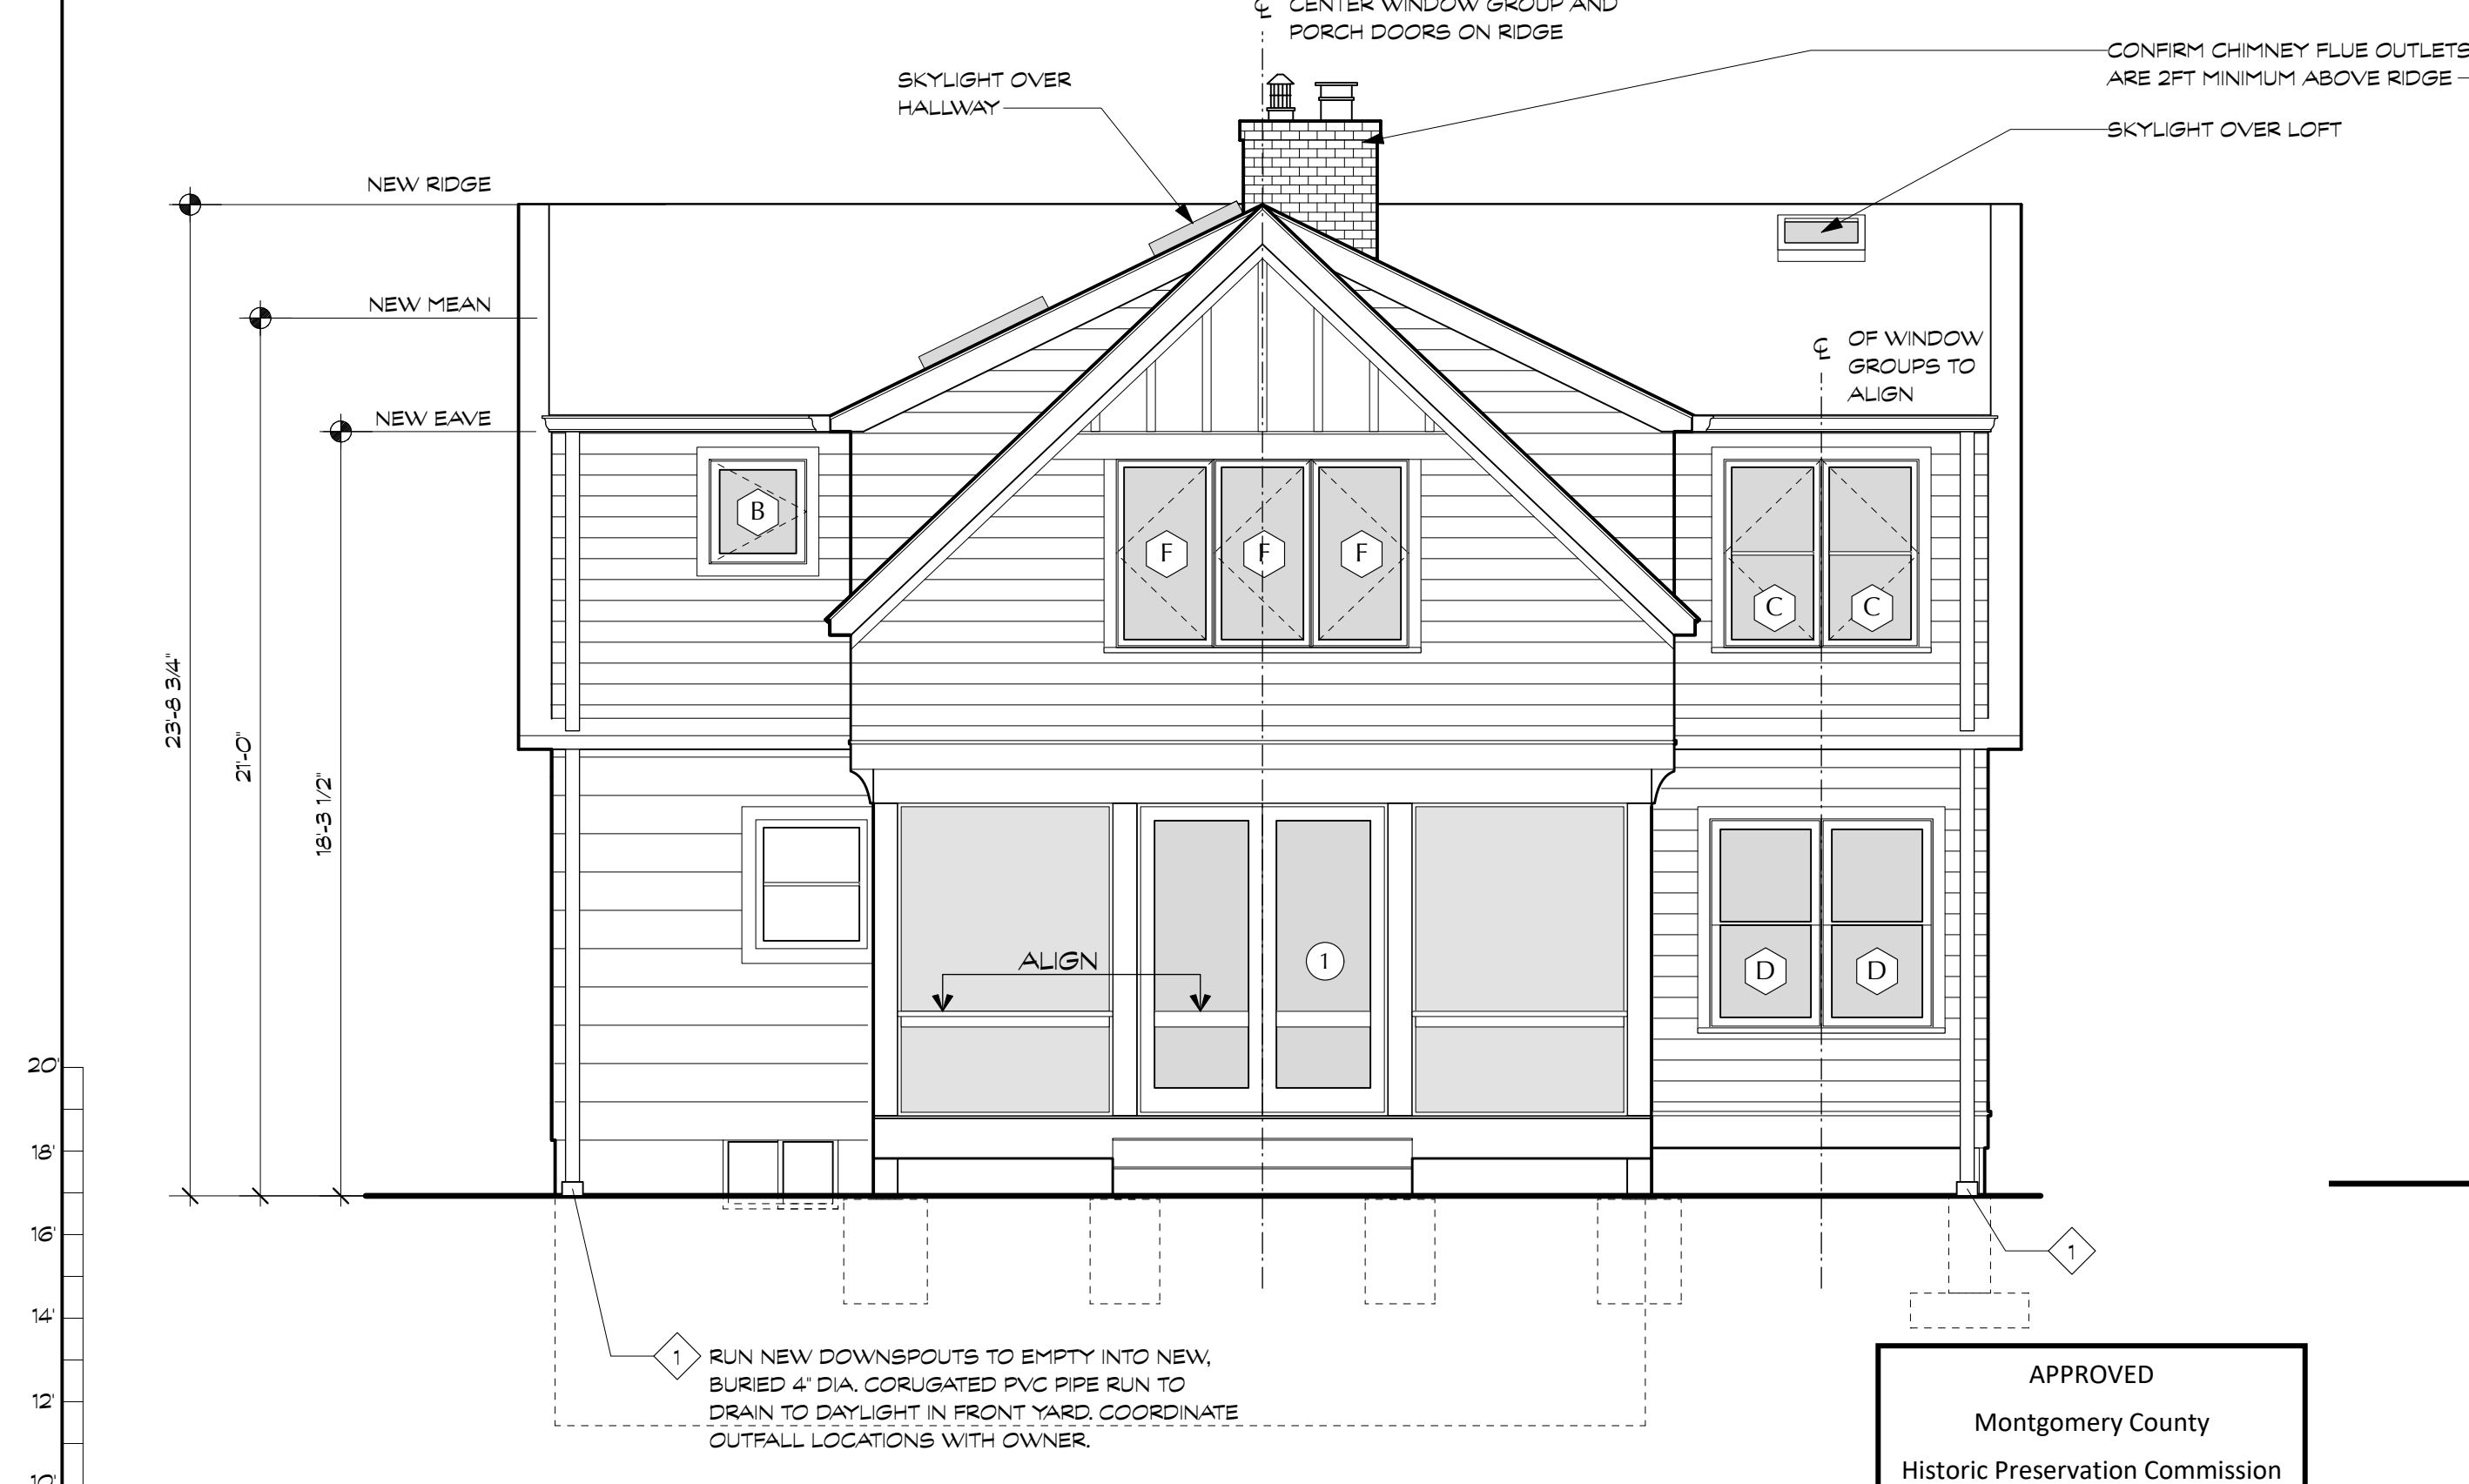 ℄ CENTER WINDOW GROUP AND
PORCH DOORS ON RIDGE
CONFIRM CHIMNEY FLUE OUTLETS
ARE 2FT MINIMUM ABOVE RIDGE
SKYLIGHT OVER
HALLWAY
SKYLIGHT OVER LOFT
NEW RIDGE
NEW MEAN
NEW EAVE
℄ OF WINDOW
GROUPS TO
ALIGN
B
F F F
C C
23'-8 3/4"
21'-0"
18'-3 1/2"
ALIGN
1
D D
20'
18'
16'
14'
12'
10'
1
1 RUN NEW DOWNSPOUTS TO EMPTY INTO NEW,
BURIED 4" DIA. CORUGATED PVC PIPE RUN TO
DRAIN TO DAYLIGHT IN FRONT YARD. COORDINATE
OUTFALL LOCATIONS WITH OWNER.
APPROVED
Montgomery County
Historic Preservation Commission